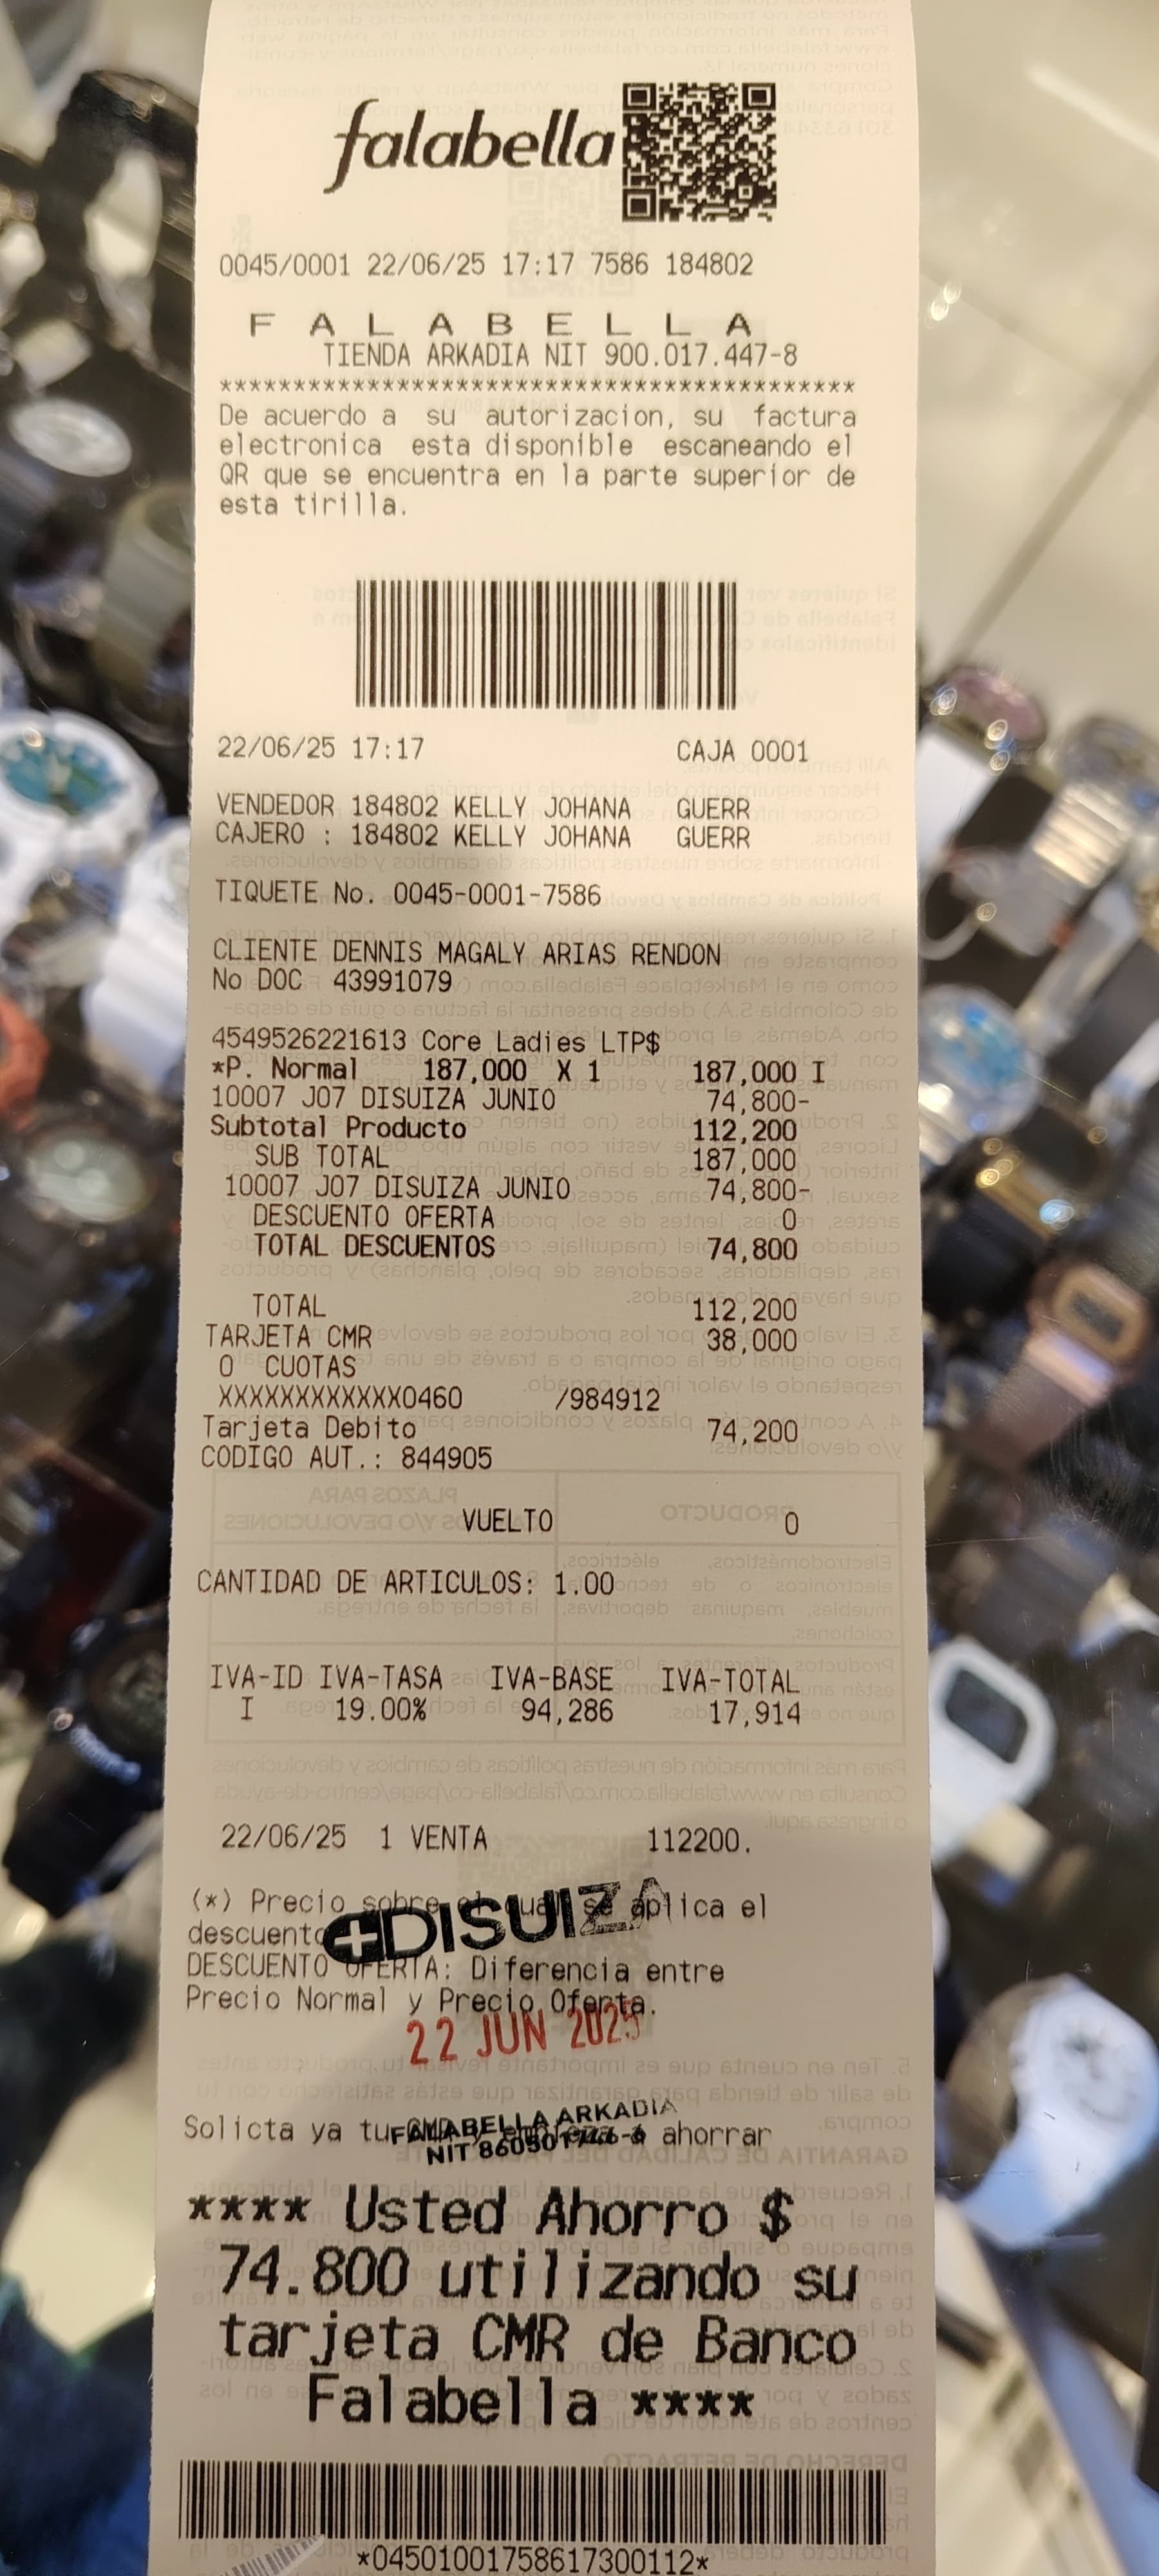 falabella
0045/0001 22/06/25 17:17 7586 184802
F A L A B E L L A
TIENDA ARKADIA NIT 900.017.447-8
*******************************************
De acuerdo a su autorizacion, su factura
electronica esta disponible escaneando el
QR que se encuentra en la parte superior de
esta tirilla.
22/06/25 17:17 CAJA 0001
VENDEDOR 184802 KELLY JOHANA GUERR
CAJERO : 184802 KELLY JOHANA GUERR
TIQUETE No. 0045-0001-7586
CLIENTE DENNIS MAGALY ARIAS RENDON
No DOC 43991079
4549526221613 Core Ladies LTP$
*P. Normal 187,000 X 1 187,000 I
10007 J07 DISUIZA JUNIO 74,800-
Subtotal Producto 112,200
SUB TOTAL 187,000
10007 J07 DISUIZA JUNIO 74,800-
DESCUENTO OFERTA 0
TOTAL DESCUENTOS 74,800
TOTAL 112,200
TARJETA CMR 38,000
0 CUOTAS
XXXXXXXXXXXX0460 /984912
Tarjeta Debito 74,200
CODIGO AUT.: 844905
VUELTO 0
CANTIDAD DE ARTICULOS: 1.00
IVA-ID IVA-TASA IVA-BASE IVA-TOTAL
I 19.00% 94,286 17,914
22/06/25 1 VENTA 112200.
(*) Precio sobre el cual se aplica el
descuento
DISUIZA
DESCUENTO OFERTA: Diferencia entre
Precio Normal y Precio Oferta.
22 JUN 2025
Solicta ya tu ahorrar
FALABELLA ARKADIA
NIT 860501746-6
**** Usted Ahorro $
74.800 utilizando su
tarjeta CMR de Banco
Falabella ****
*04501001758617300112*